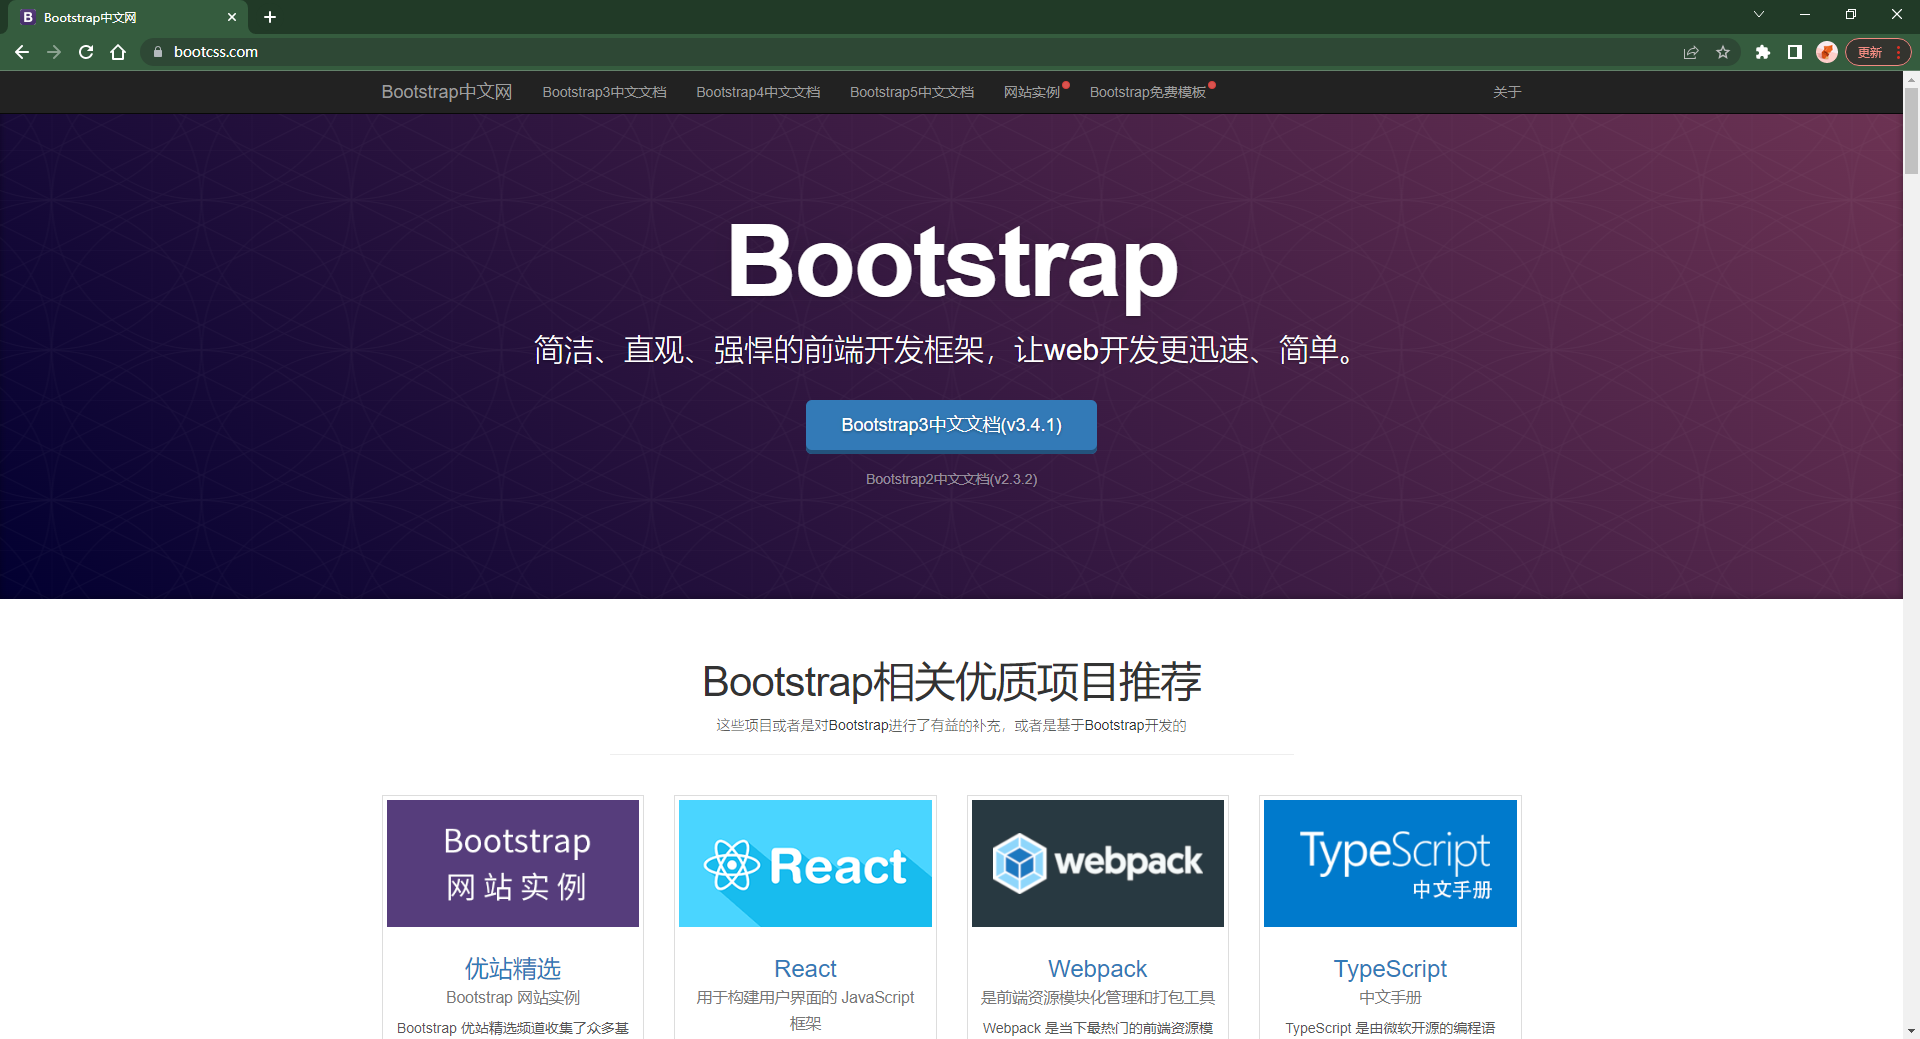 Bootstrap中文网
bootcss.com
更新
Bootstrap中文网 Bootstrap3中文文档 Bootstrap4中文文档 Bootstrap5中文文档 网站实例 Bootstrap免费模板 关于
Bootstrap
简洁、直观、强悍的前端开发框架，让web开发更迅速、简单。
Bootstrap3中文文档(v3.4.1)
Bootstrap2中文文档(v2.3.2)
Bootstrap相关优质项目推荐
这些项目或者是对Bootstrap进行了有益的补充，或者是基于Bootstrap开发的
Bootstrap
网站实例
优站精选
Bootstrap 网站实例
Bootstrap 优站精选频道收集了众多基
React
React
用于构建用户界面的 JavaScript
框架
webpack
Webpack
是前端资源模块化管理和打包工具
Webpack 是当下最热门的前端资源模
TypeScript
中文手册
TypeScript
中文手册
TypeScript 是由微软开源的编程语